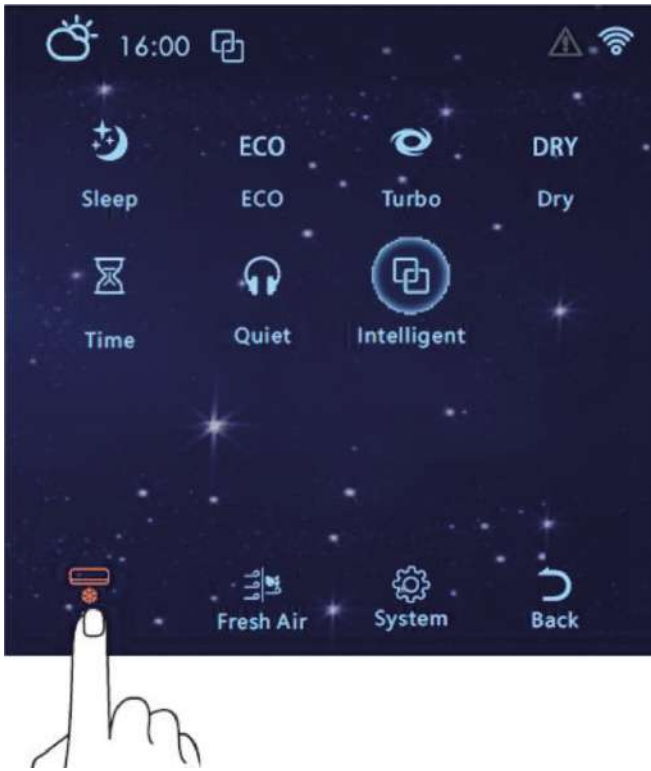 16:00
ECO DRY
Sleep ECO Turbo Dry
Time Quiet Intelligent
Fresh Air System Back